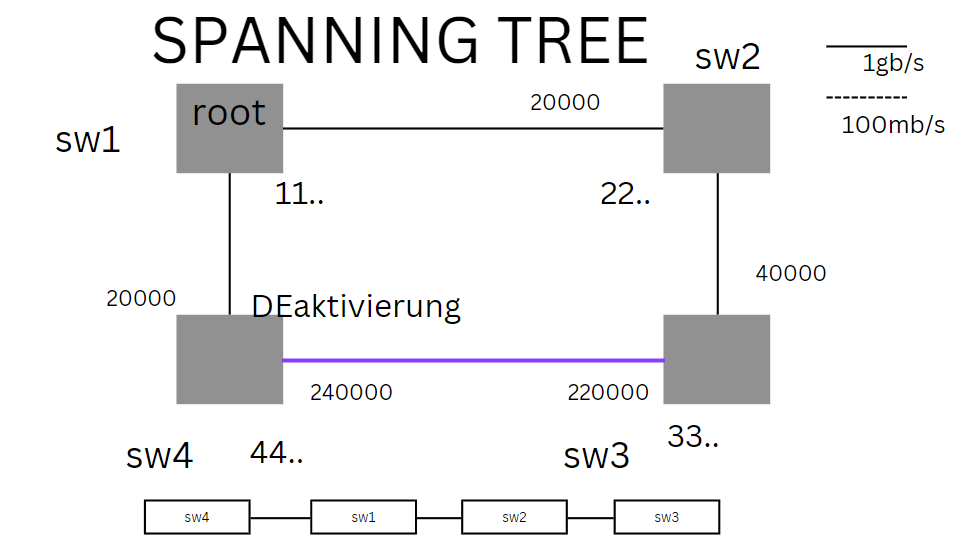 SPANNING TREE
sw2
1gb/s
root
20000
100mb/s
sw1
11..
22..
40000
20000
DEaktivierung
240000
220000
33..
sw4
44..
sw3
sw4
sw1
sw2
sw3